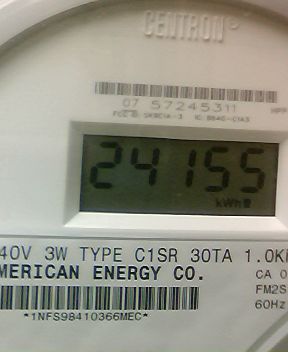 CENTRON®
07 57245311
24155
kWh
40V 3W TYPE C1SR 30TA 1.0K
MERICAN ENERGY CO.
CA 0
FM2S
60Hz
*1NFS98410366MEC*